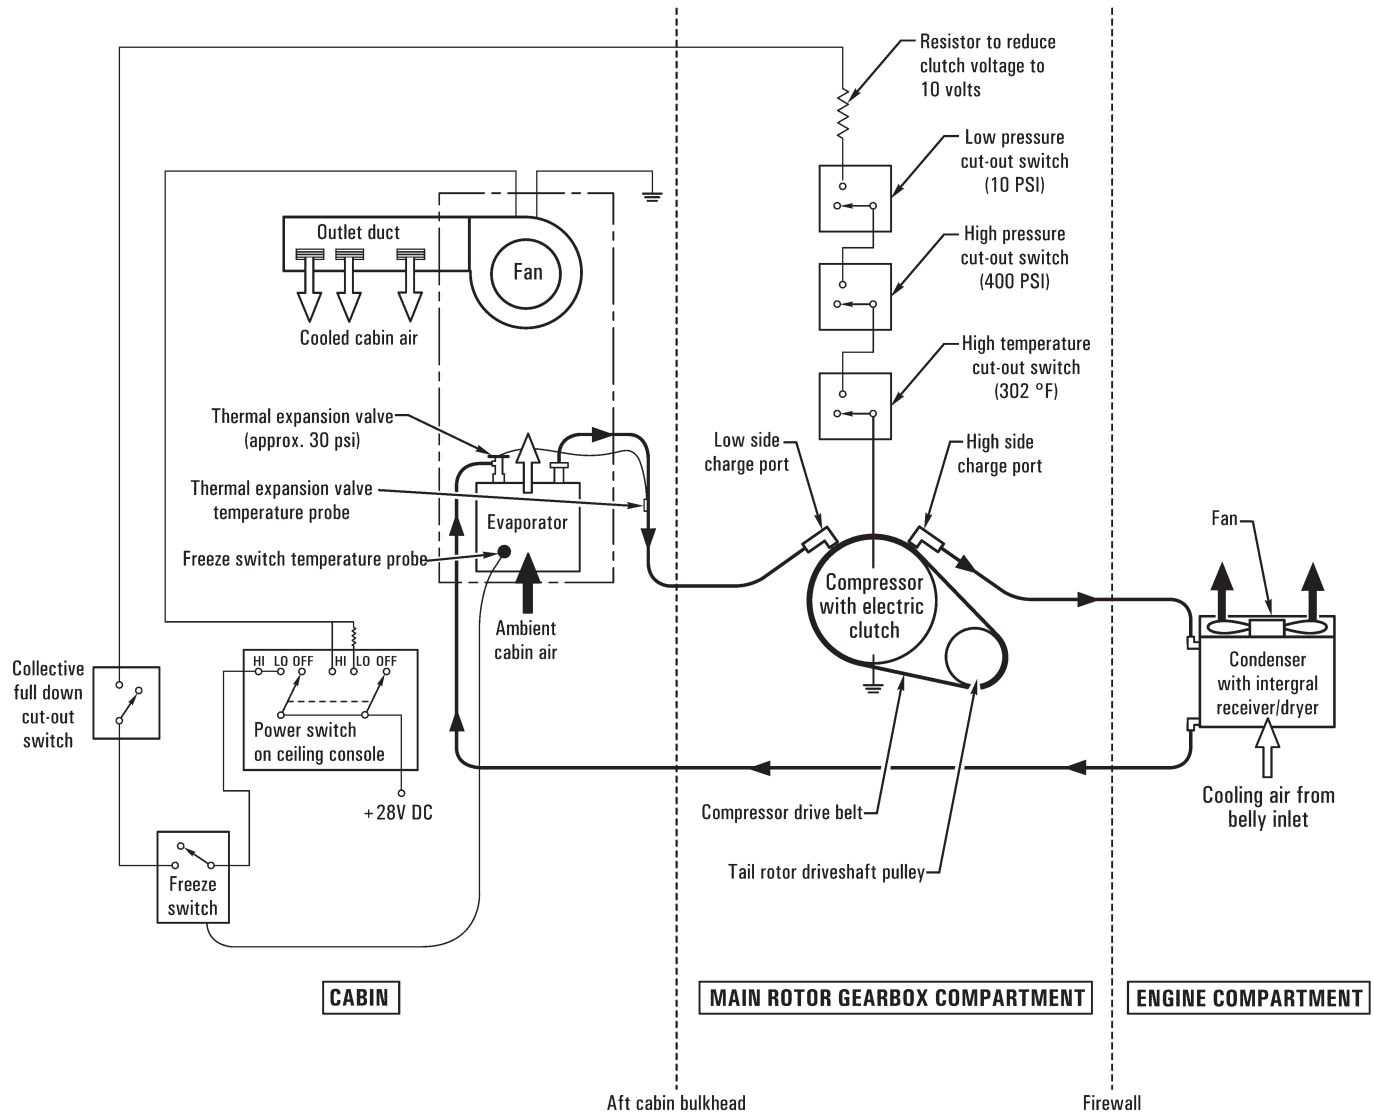 Resistor to reduce
clutch voltage to
10 volts
Low pressure
cut-out switch
(10 PSI)
High pressure
cut-out switch
(400 PSI)
High temperature
cut-out switch
(302 °F)
Outlet duct
Fan
Cooled cabin air
Thermal expansion valve
(approx. 30 psi)
Thermal expansion valve
temperature probe
Evaporator
Freeze switch temperature probe
Ambient
cabin air
Low side
charge port
High side
charge port
Compressor
with electric
clutch
Fan
Condenser
with intergral
receiver/dryer
Cooling air from
belly inlet
Collective
full down
cut-out
switch
HI LO OFF HI LO OFF
Power switch
on ceiling console
+28V DC
Freeze
switch
Compressor drive belt
Tail rotor driveshaft pulley
CABIN
MAIN ROTOR GEARBOX COMPARTMENT
ENGINE COMPARTMENT
Aft cabin bulkhead
Firewall